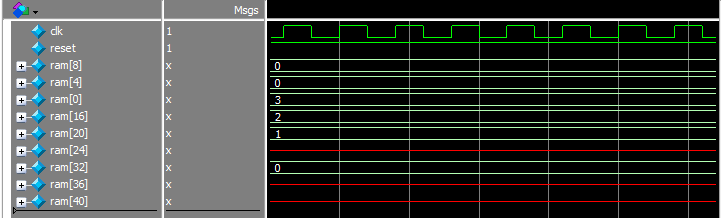 Msgs
clk 1
reset 1
ram[8] x 0
ram[4] x 0
ram[0] x 3
ram[16] x 2
ram[20] x 1
ram[24] x
ram[32] x 0
ram[36] x
ram[40] x